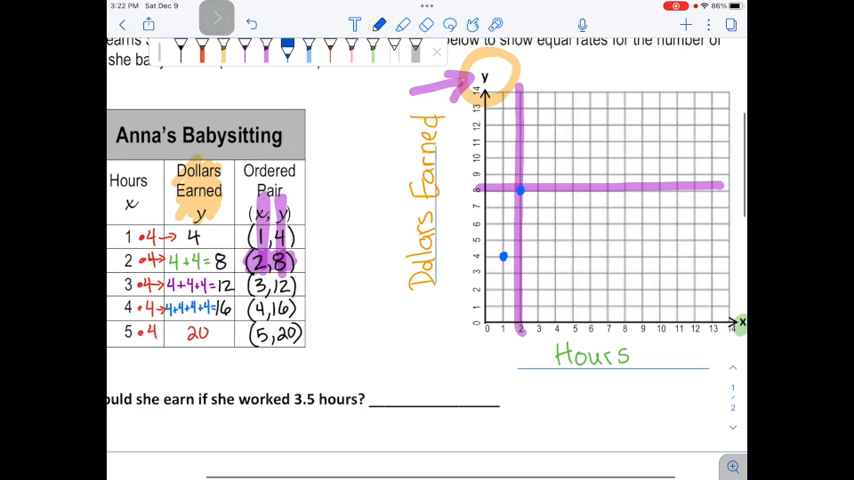 3:22 PM Sat Dec 9
86%
below to show equal rates for the number of
she
y
Anna's Babysitting
Hours x
Dollars Earned y
Ordered Pair (x, y)
1 •4→ 4 (1,4)
2 •4→ 4+4=8 (2,8)
3 •4→ 4+4+4=12 (3,12)
4 •4→ 4+4+4+4=16 (4,16)
5 •4 20 (5,20)
Dollars Earned
14
13
12
11
10
9
8
7
6
5
4
3
2
1
0
0 1 2 3 4 5 6 7 8 9 10 11 12 13 14 x
Hours
1
2
ould she earn if she worked 3.5 hours?